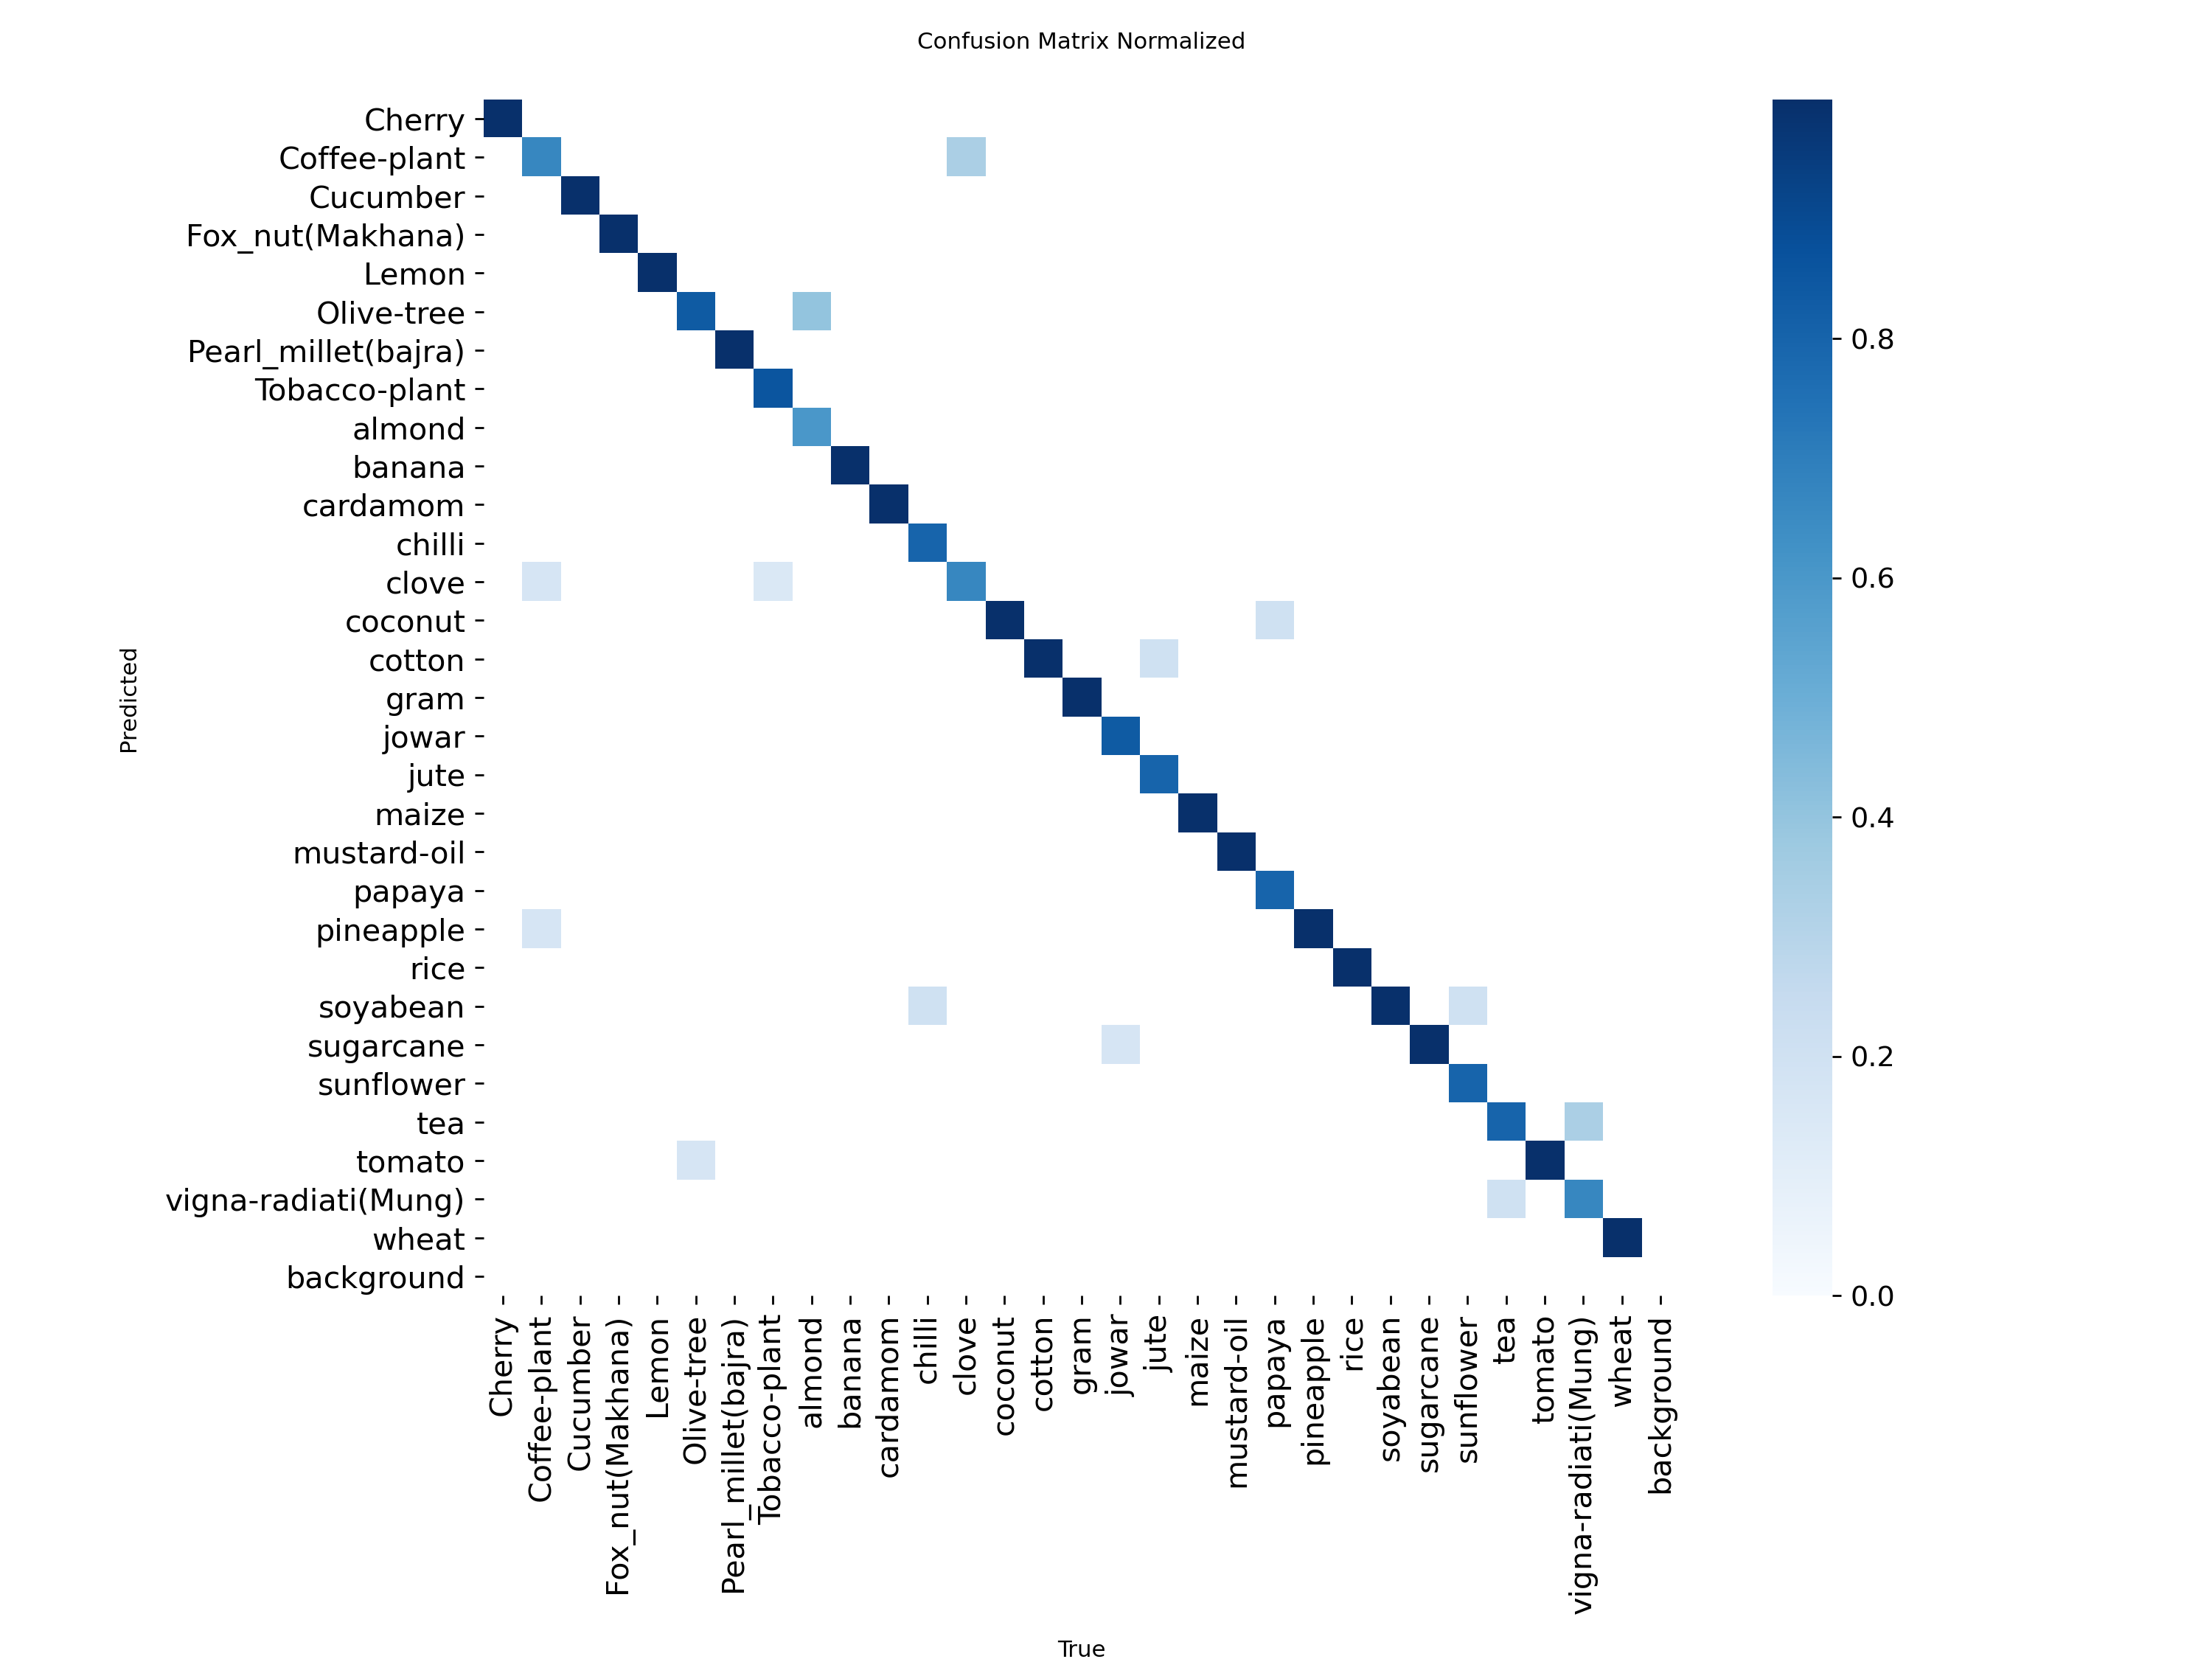 Confusion Matrix Normalized
Predicted
Cherry
Coffee-plant
Cucumber
Fox_nut(Makhana)
Lemon
Olive-tree
Pearl_millet(bajra)
Tobacco-plant
almond
banana
cardamom
chilli
clove
coconut
cotton
gram
jowar
jute
maize
mustard-oil
papaya
pineapple
rice
soyabean
sugarcane
sunflower
tea
tomato
vigna-radiati(Mung)
wheat
background
Cherry
Coffee-plant
Cucumber
Fox_nut(Makhana)
Lemon
Olive-tree
Pearl_millet(bajra)
Tobacco-plant
almond
banana
cardamom
chilli
clove
coconut
cotton
gram
jowar
jute
maize
mustard-oil
papaya
pineapple
rice
soyabean
sugarcane
sunflower
tea
tomato
vigna-radiati(Mung)
wheat
background
True
0.8
0.6
0.4
0.2
0.0